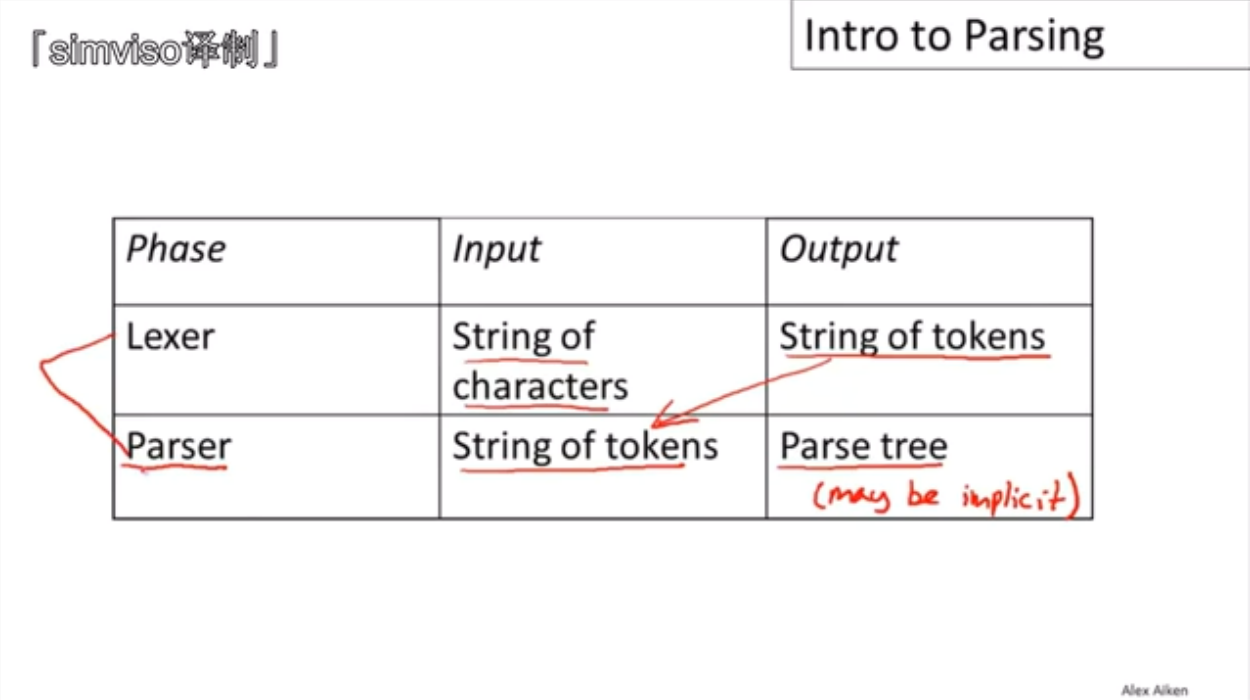 「simviso译制」
Intro to Parsing
Phase Input Output
Lexer String of String of tokens
characters
Parser String of tokens Parse tree
(may be implicit)
Alex Aiken